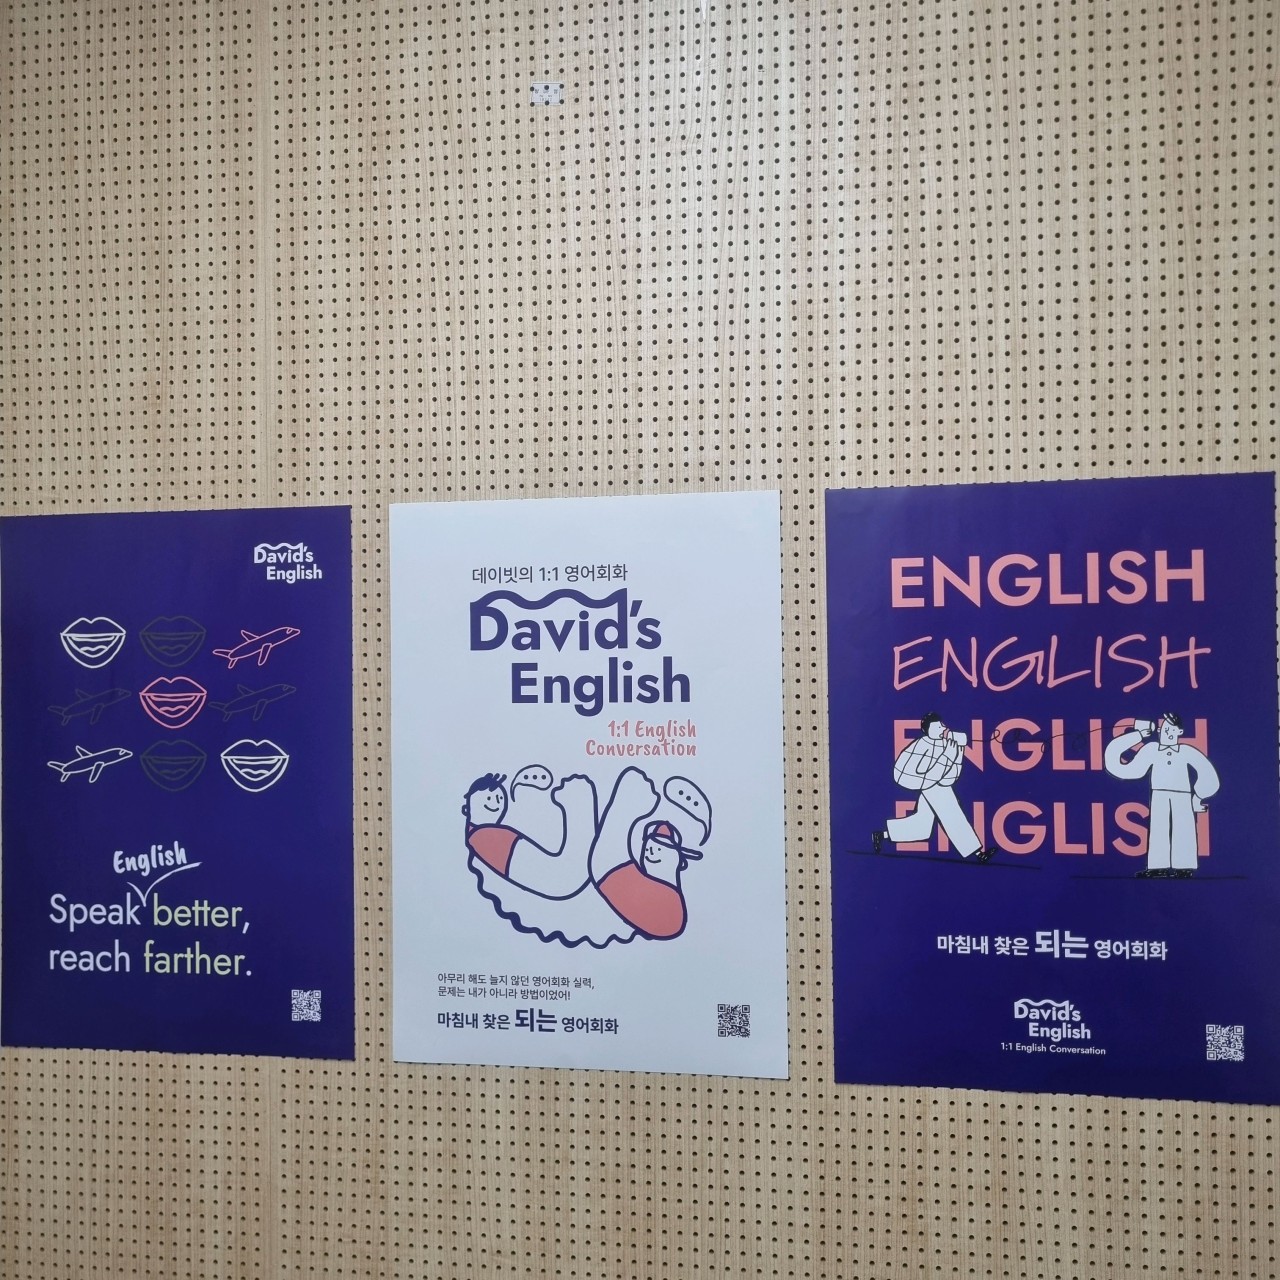 David's
English
English
Speak better,
reach farther.
데이빗의 1:1 영어회화
David's
English
1:1 English
Conversation
아무리 해도 늘지 않던 영어회화 실력,
문제는 내가 아니라 방법이었어!
마침내 찾은 되는 영어회화
ENGLISH
ENGLISH
ENGLISH
ENGLISH
마침내 찾은 되는 영어회화
David's
English
1:1 English Conversation